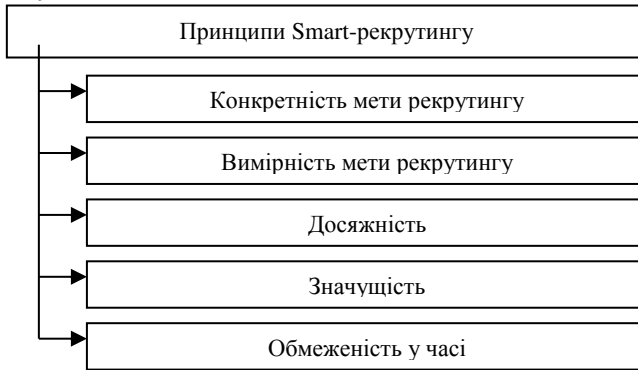 Принципи Smart-рекрутингу
Конкретність мети рекрутингу
Вимірність мети рекрутингу
Досяжність
Значущість
Обмеженість у часі